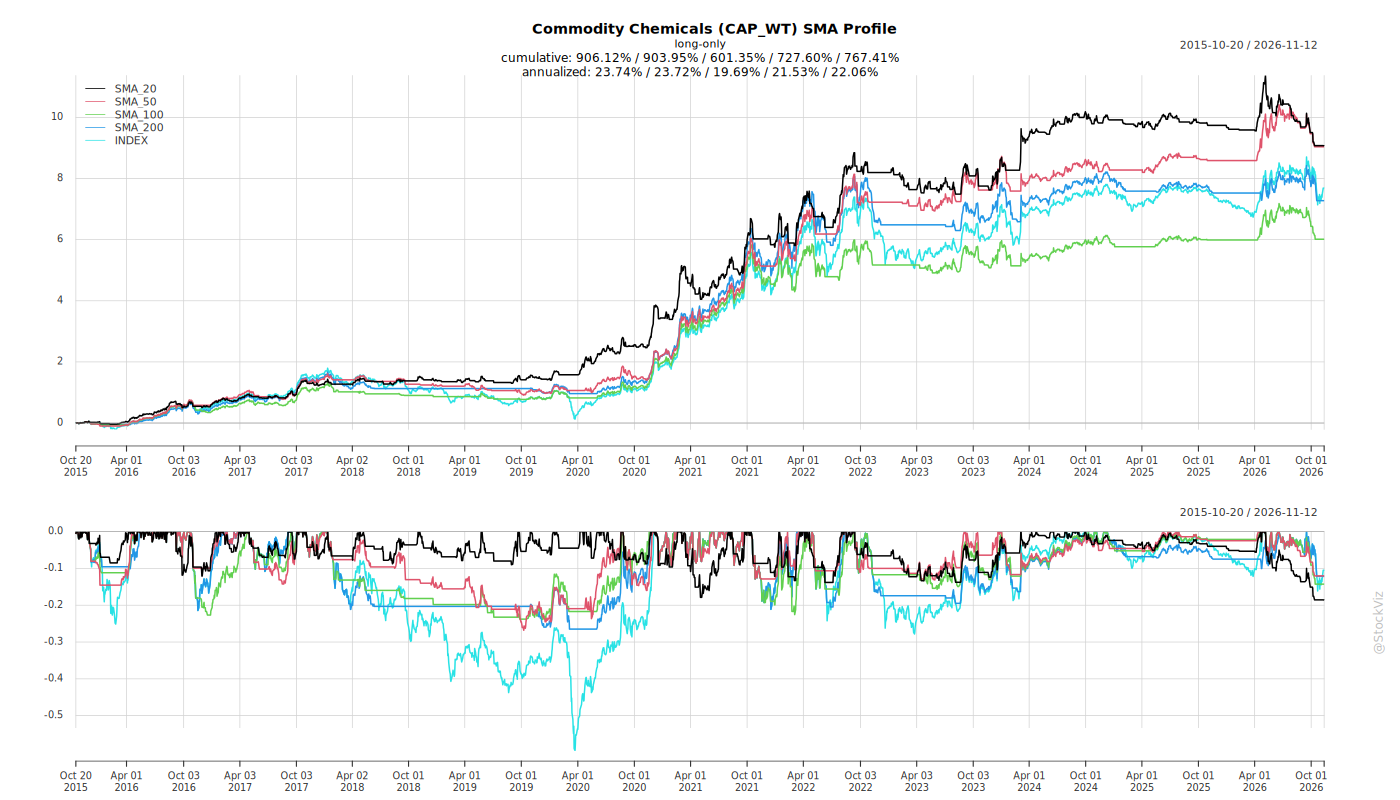 Commodity Chemicals (CAP_WT) SMA Profile
long-only
cumulative: 906.12% / 903.95% / 601.35% / 727.60% / 767.41%
annualized: 23.74% / 23.72% / 19.69% / 21.53% / 22.06%
2015-10-20 / 2026-11-12
SMA_20
SMA_50
SMA_100
SMA_200
INDEX
10
8
6
4
2
0
Oct 20 Apr 01 Oct 03 Apr 03 Oct 03 Apr 02 Oct 01 Apr 01 Oct 01 Apr 01 Oct 01 Apr 01 Oct 01 Apr 01 Oct 03 Apr 03 Oct 03 Apr 01 Oct 01 Apr 01 Oct 01 Apr 01 Oct 01
2015 2016 2016 2017 2017 2018 2018 2019 2019 2020 2020 2021 2021 2022 2022 2023 2023 2024 2024 2025 2025 2026 2026
2015-10-20 / 2026-11-12
0.0
-0.1
-0.2
-0.3
-0.4
-0.5
Oct 20 Apr 01 Oct 03 Apr 03 Oct 03 Apr 02 Oct 01 Apr 01 Oct 01 Apr 01 Oct 01 Apr 01 Oct 01 Apr 01 Oct 03 Apr 03 Oct 03 Apr 01 Oct 01 Apr 01 Oct 01 Apr 01 Oct 01
2015 2016 2016 2017 2017 2018 2018 2019 2019 2020 2020 2021 2021 2022 2022 2023 2023 2024 2024 2025 2025 2026 2026
@StockViz